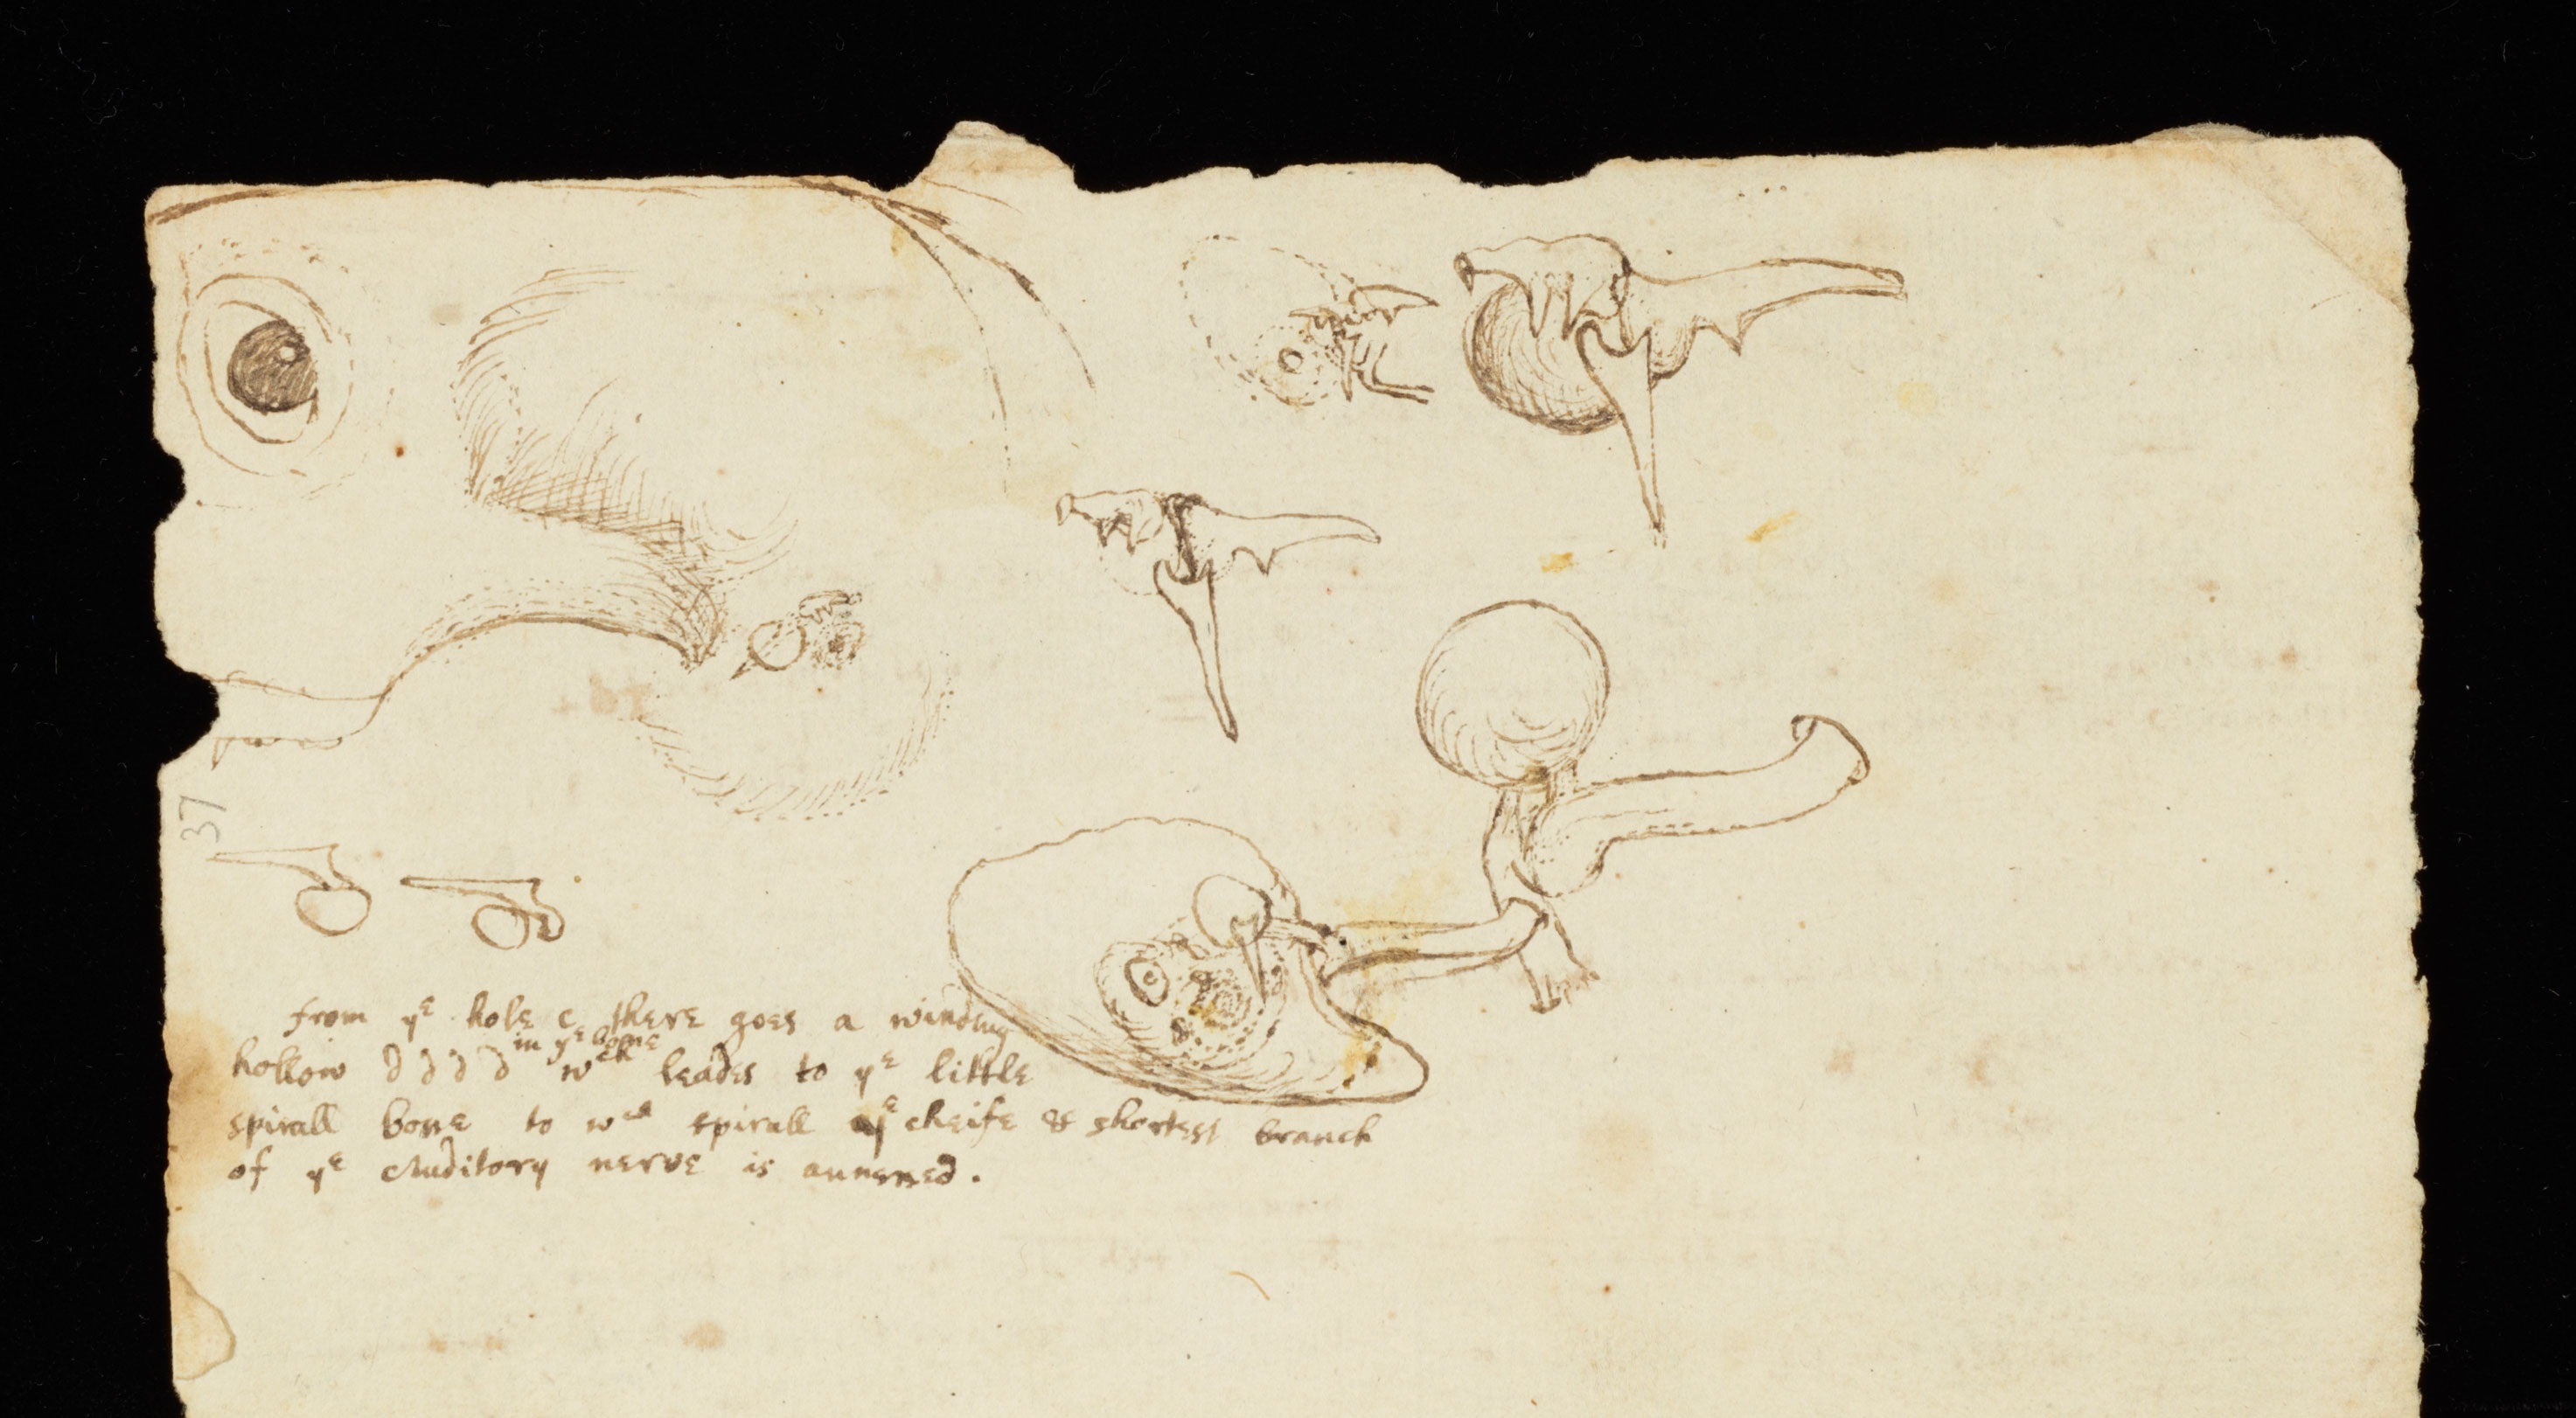 37
from yᵉ hole c there goes a winding
in yᵉ bone
hollow d d d d wᶜʰ leades to yᵉ little
spirall bone to wᶜʰ spirall yᵉ cheife & shortest branch
of yᵉ Auditory nerve is annexed.